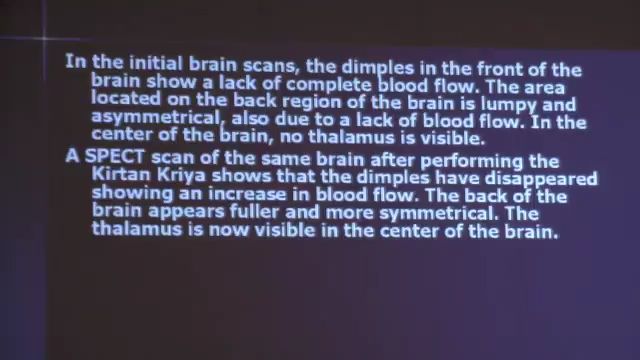 In the initial brain scans, the dimples in the front of the
brain show a lack of complete blood flow. The area
located on the back region of the brain is lumpy and
asymmetrical, also due to a lack of blood flow. In the
center of the brain, no thalamus is visible.
A SPECT scan of the same brain after performing the
Kirtan Kriya shows that the dimples have disappeared
showing an increase in blood flow. The back of the
brain appears fuller and more symmetrical. The
thalamus is now visible in the center of the brain.